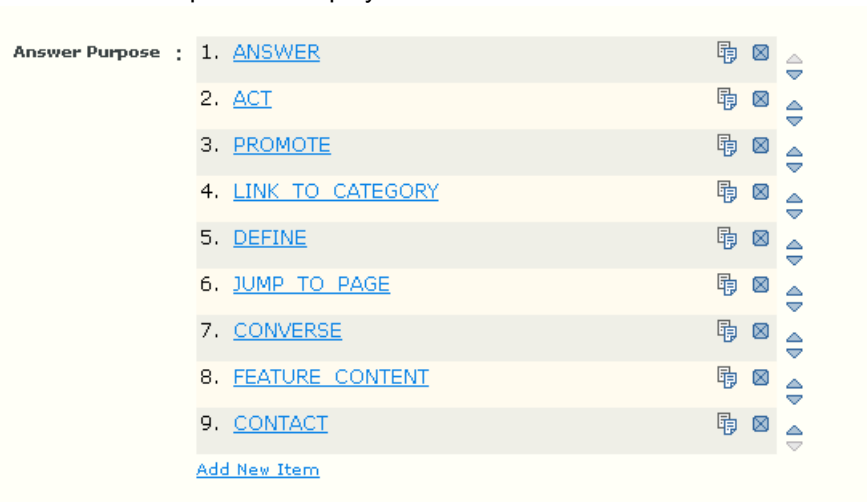 Answer Purpose : 1. ANSWER
2. ACT
3. PROMOTE
4. LINK_TO_CATEGORY
5. DEFINE
6. JUMP_TO_PAGE
7. CONVERSE
8. FEATURE_CONTENT
9. CONTACT
Add New Item